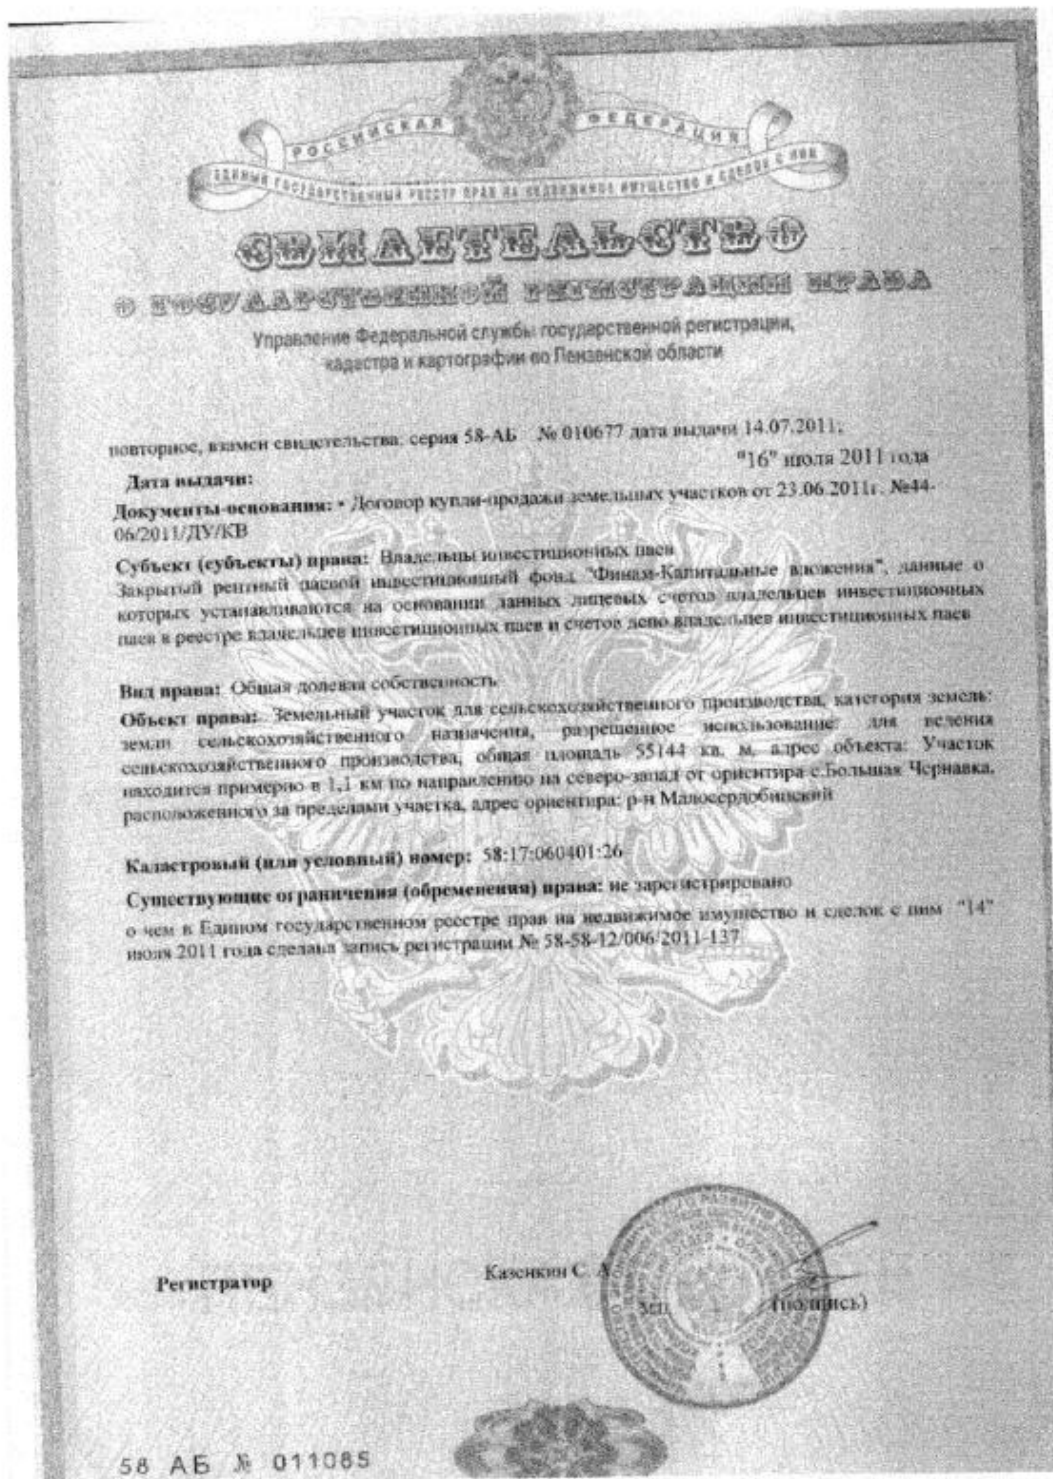 РОССИЙСКАЯ ФЕДЕРАЦИЯ
ЕДИНЫЙ ГОСУДАРСТВЕННЫЙ РЕЕСТР ПРАВ НА НЕДВИЖИМОЕ ИМУЩЕСТВО И СДЕЛОК С НИМ
СВИДЕТЕЛЬСТВО
О ГОСУДАРСТВЕННОЙ РЕГИСТРАЦИИ ПРАВА
Управление Федеральной службы государственной регистрации,
кадастра и картографии по Пензенской области
повторное, взамен свидетельства: серия 58-АБ № 010677 дата выдачи 14.07.2011;
Дата выдачи: "16" июля 2011 года
Документы-основания: • Договор купли-продажи земельных участков от 23.06.2011г. №44-
06/2011/ДУ/КВ
Субъект (субъекты) права: Владельцы инвестиционных паев
Закрытый рентный паевой инвестиционный фонд "Финам-Капитальные вложения", данные о
которых устанавливаются на основании данных лицевых счетов владельцев инвестиционных
паев в реестре владельцев инвестиционных паев и счетов депо владельцев инвестиционных паев
Вид права: Общая долевая собственность
Объект права: Земельный участок для сельскохозяйственного производства, категория земель:
земли сельскохозяйственного назначения, разрешенное использование: для ведения
сельскохозяйственного производства, общая площадь 55144 кв. м, адрес объекта: Участок
находится примерно в 1,1 км по направлению на северо-запад от ориентира с.Большая Чернавка,
расположенного за пределами участка, адрес ориентира: р-н Малосердобинский
Кадастровый (или условный) номер: 58:17:060401:26
Существующие ограничения (обременения) права: не зарегистрировано
о чем в Едином государственном реестре прав на недвижимое имущество и сделок с ним "14"
июля 2011 года сделана запись регистрации № 58-58-12/006/2011-137
Регистратор Казенкин С. А.
М.П. (подпись)
58 АБ № 011085